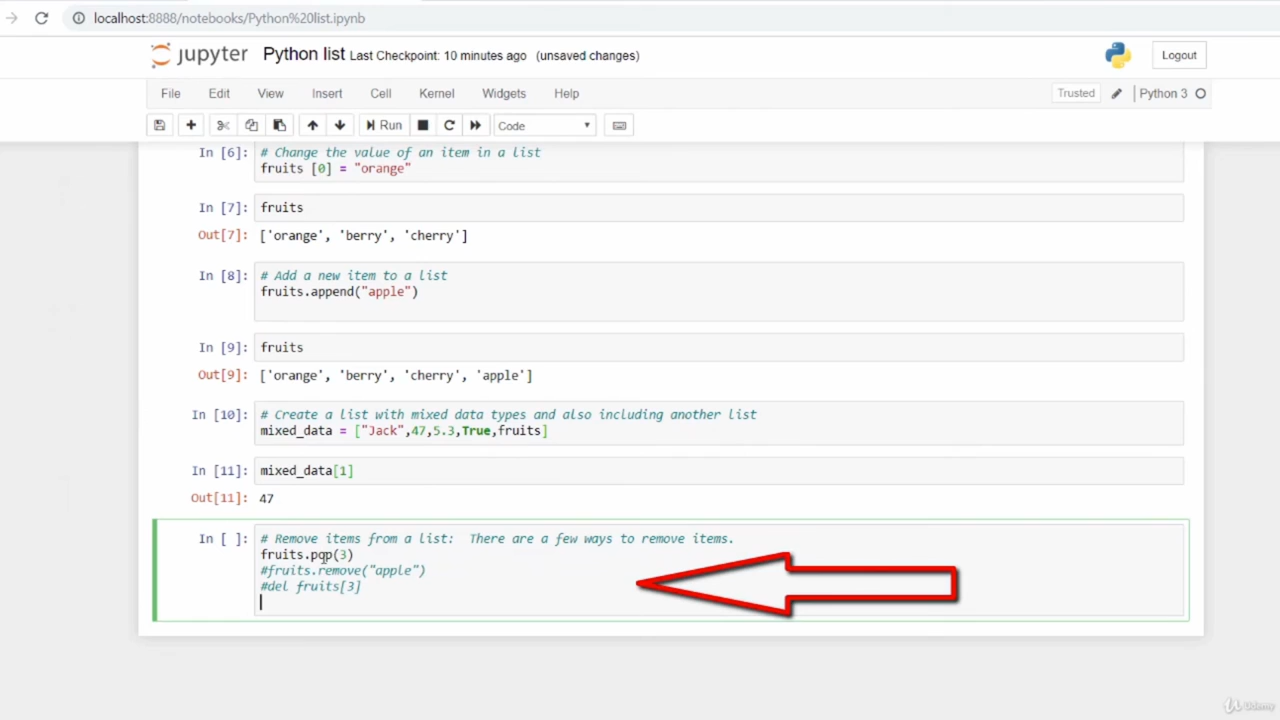 localhost:8888/notebooks/Python%20list.ipynb
jupyter Python list Last Checkpoint: 10 minutes ago (unsaved changes) Logout
File Edit View Insert Cell Kernel Widgets Help Trusted Python 3
Run Code
In [6]: # Change the value of an item in a list
fruits [0] = "orange"
In [7]: fruits
Out[7]: ['orange', 'berry', 'cherry']
In [8]: # Add a new item to a list
fruits.append("apple")
In [9]: fruits
Out[9]: ['orange', 'berry', 'cherry', 'apple']
In [10]: # Create a list with mixed data types and also including another list
mixed_data = ["Jack",47,5.3,True,fruits]
In [11]: mixed_data[1]
Out[11]: 47
In [ ]: # Remove items from a list: There are a few ways to remove items.
fruits.pop(3)
#fruits.remove("apple")
#del fruits[3]
Udemy